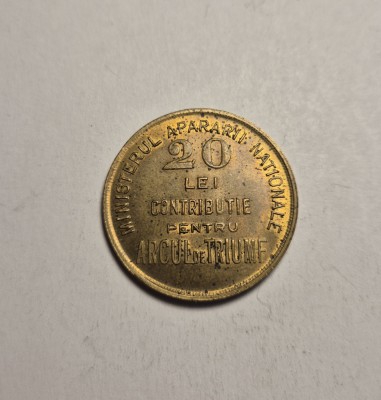 MINISTERUL APARARII NATIONALE
20
LEI
CONTRIBUTIE
PENTRU
ARCUL DE TRIUMF